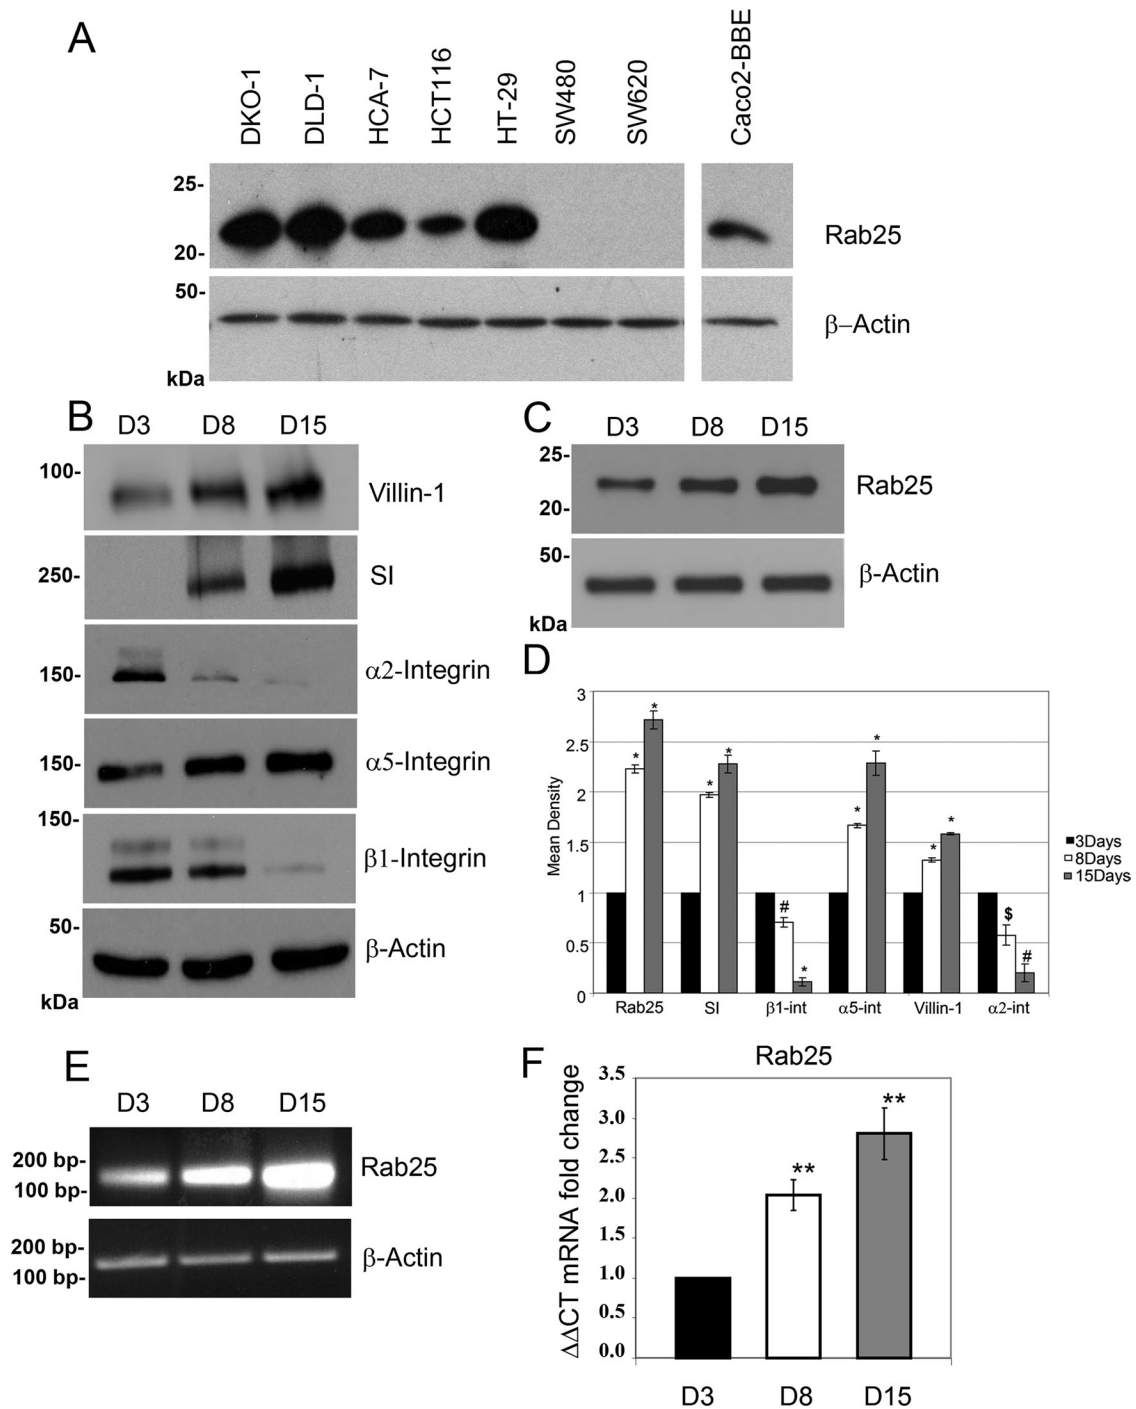 A
DKO-1
DLD-1
HCA-7
HCT116
HT-29
SW480
SW620
Caco2-BBE
25-
20-
Rab25
50-
β–Actin
kDa
B
D3 D8 D15
100-
Villin-1
250-
SI
150-
α2-Integrin
150-
α5-Integrin
150-
β1-Integrin
50-
β-Actin
kDa
C
D3 D8 D15
25-
20-
Rab25
50-
β-Actin
kDa
D
Mean Density
3
2.5
2
1.5
1
0.5
0
* *
* *
# *
* *
* *
$ #
Rab25 SI β1-int α5-int Villin-1 α2-int
3Days
8Days
15Days
E
D3 D8 D15
200 bp-
100 bp-
Rab25
200 bp-
100 bp-
β-Actin
F
Rab25
ΔΔCT mRNA fold change
3.5
3.0
2.5
2.0
1.5
1.0
0.5
0.0
** **
D3 D8 D15